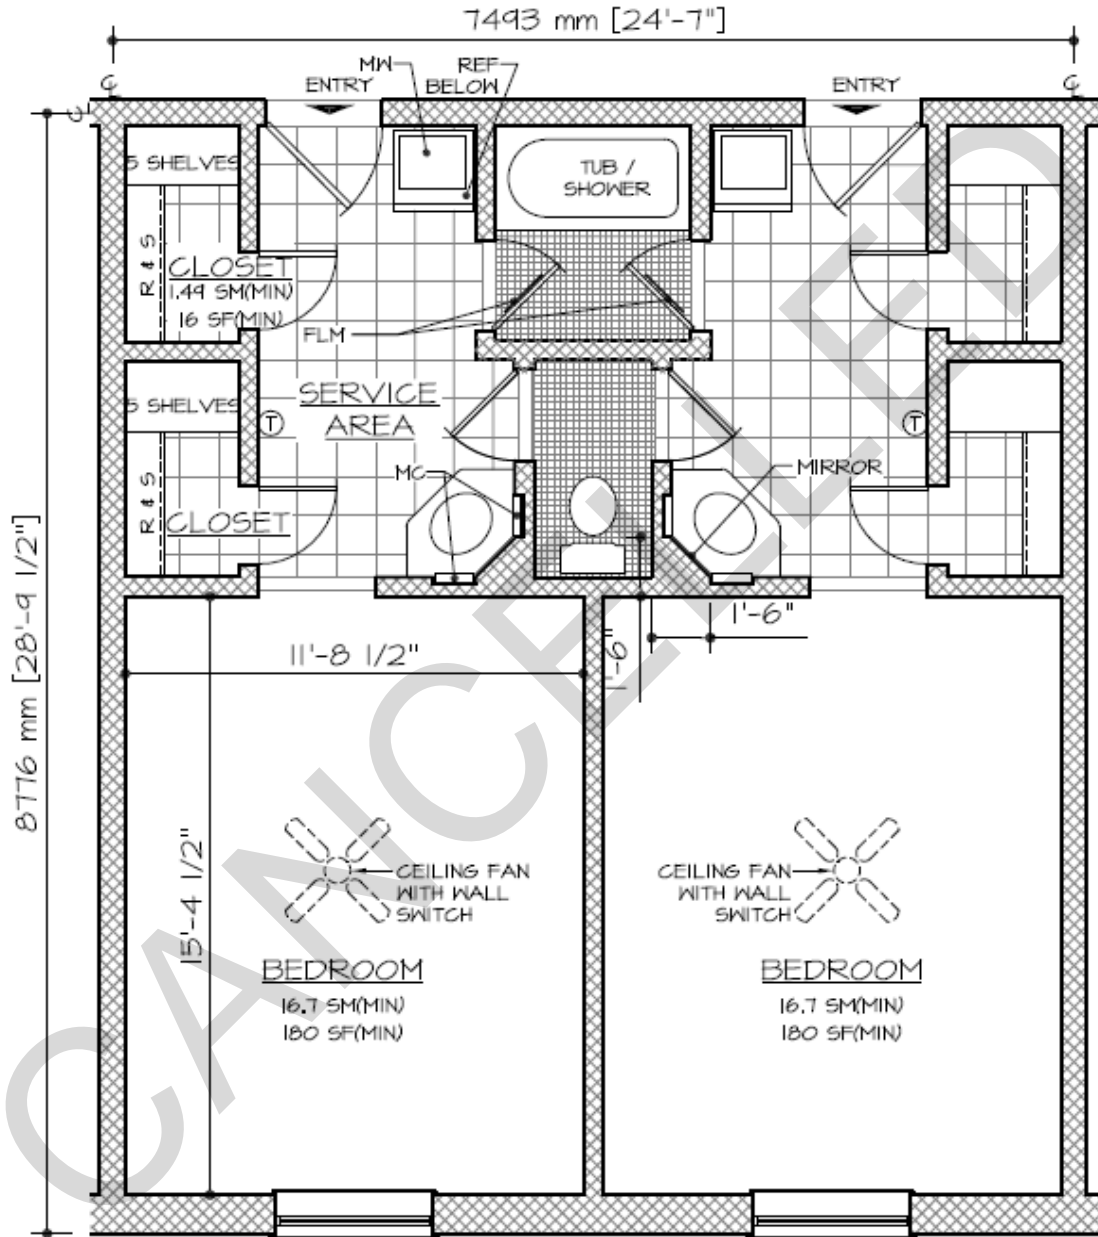 7493 mm [24'-7"]
MW
REF
BELOW
ENTRY
ENTRY
℄
℄
5 SHELVES
TUB /
SHOWER
R & S
CLOSET
1.49 SM(MIN)
16 SF(MIN)
FLM
SERVICE
AREA
5 SHELVES
T
T
MC
MIRROR
R & S
CLOSET
8776 mm [28'-9 1/2"]
1'-6"
1'-6"
11'-8 1/2"
15'-4 1/2"
CEILING FAN
WITH WALL
SWITCH
CEILING FAN
WITH WALL
SWITCH
BEDROOM
16.7 SM(MIN)
180 SF(MIN)
BEDROOM
16.7 SM(MIN)
180 SF(MIN)
CANCELLED